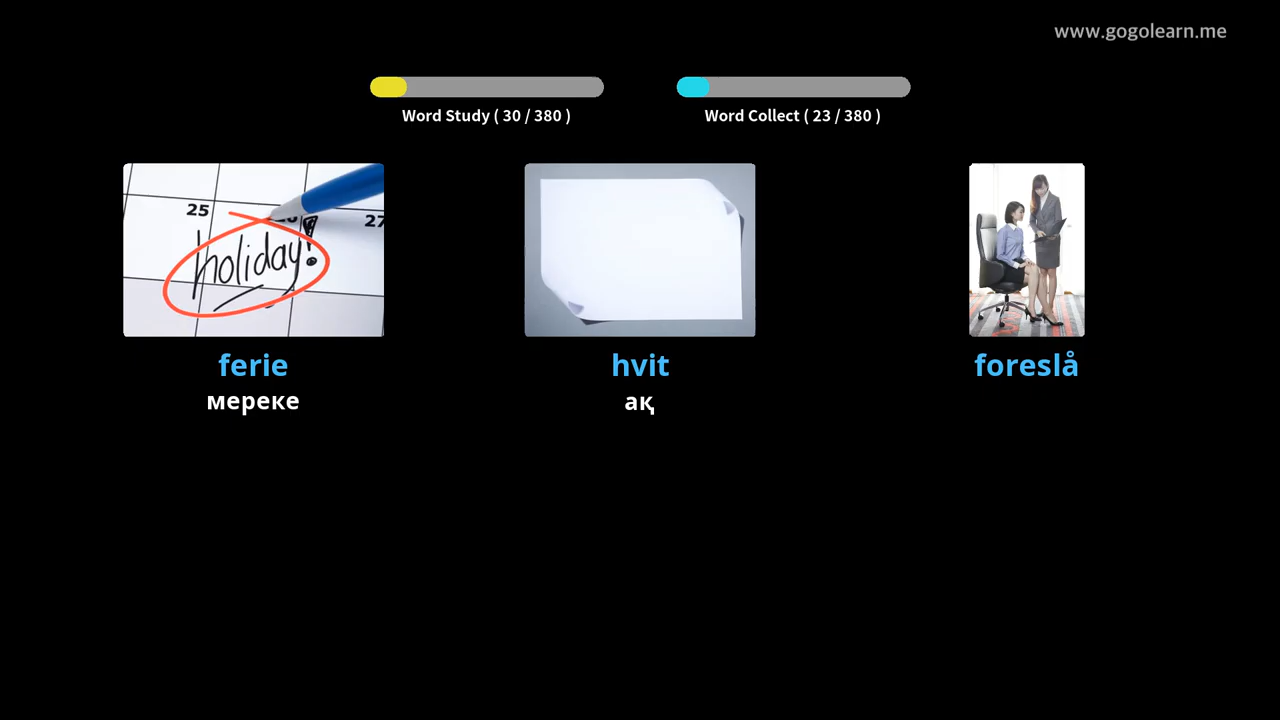 www.gogolearn.me
Word Study ( 30 / 380 )
Word Collect ( 23 / 380 )
25
27
holiday!
ferie
hvit
foreslå
мереке
ақ